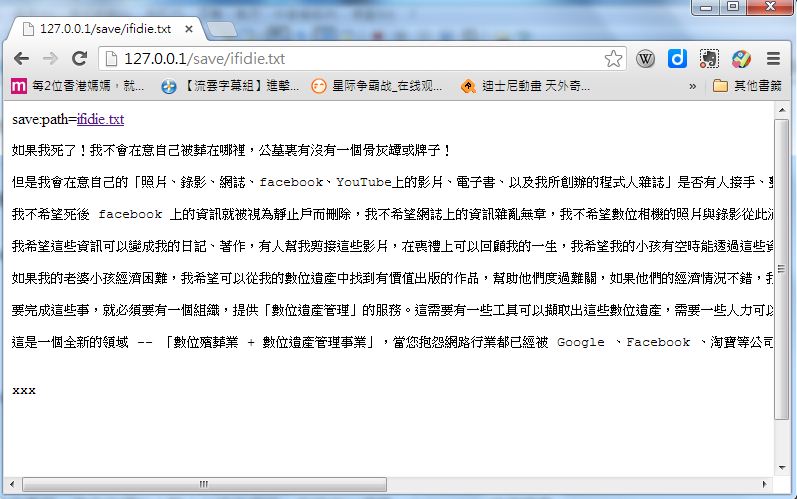 127.0.0.1/save/ifidie.txt
127.0.0.1/save/ifidie.txt
每2位香港媽媽，就... 【流雲字幕組】進擊... 星际争霸战_在线观... 迪士尼動畫 天外奇... » 其他書籤
save:path=ifidie.txt
如果我死了！我不會在意自己被葬在哪裡，公墓裏有沒有一個骨灰罈或牌子！
但是我會在意自己的「照片、錄影、網誌、facebook、YouTube上的影片、電子書、以及我所創辦的程式人雜誌」是否有人接手、
我不希望死後 facebook 上的資訊就被視為靜止戶而刪除，我不希望網誌上的資訊雜亂無章，我不希望數位相機的照片與錄影從此
我希望這些資訊可以變成我的日記、著作，有人幫我剪接這些影片，在喪禮上可以回顧我的一生，我希望我的小孩有空時能透過這些資
如果我的老婆小孩經濟困難，我希望可以從我的數位遺產中找到有價值出版的作品，幫助他們度過難關，如果他們的經濟情況不錯，我
要完成這些事，就必須要有一個組織，提供「數位遺產管理」的服務。這需要有一些工具可以擷取出這些數位遺產，需要一些人力可以
這是一個全新的領域 -- 「數位殯葬業 + 數位遺產管理事業」，當您抱怨網路行業都已經被 Google 、Facebook 、淘寶等公司
xxx